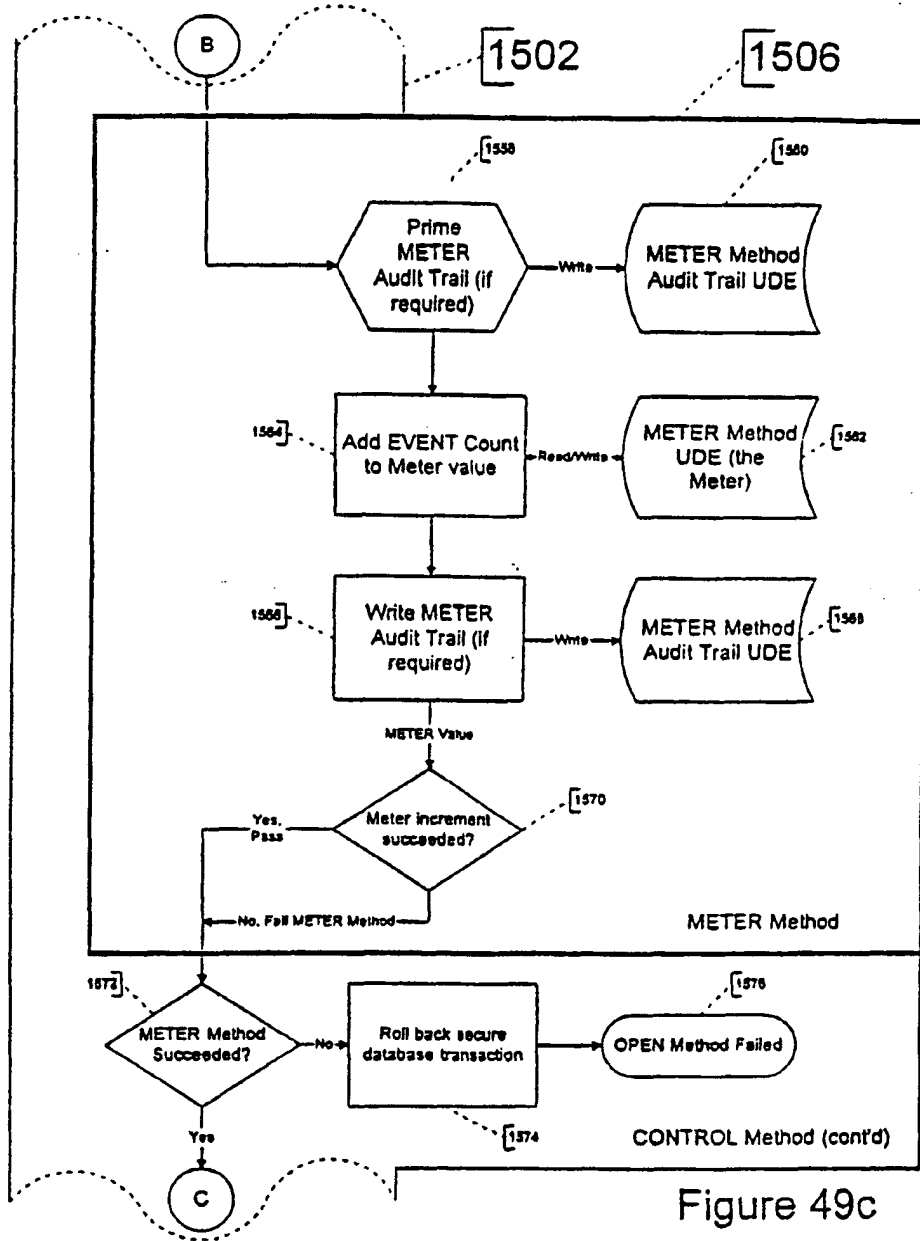 B
1502
1506
1558
1560
Prime
METER
Audit Trail (if
required)
Write
METER Method
Audit Trail UDE
1564
Add EVENT Count
to Meter value
Read/Write
METER Method
UDE (the
Meter)
1562
1566
Write METER
Audit Trail (if
required)
Write
METER Method
Audit Trail UDE
1568
METER Value
Meter increment
succeeded?
1570
Yes,
Pass
No, Fail METER Method
METER Method
1572
METER Method
Succeeded?
No
Roll back secure
database transaction
1576
OPEN Method Failed
1574
Yes
CONTROL Method (cont'd)
C
Figure 49c